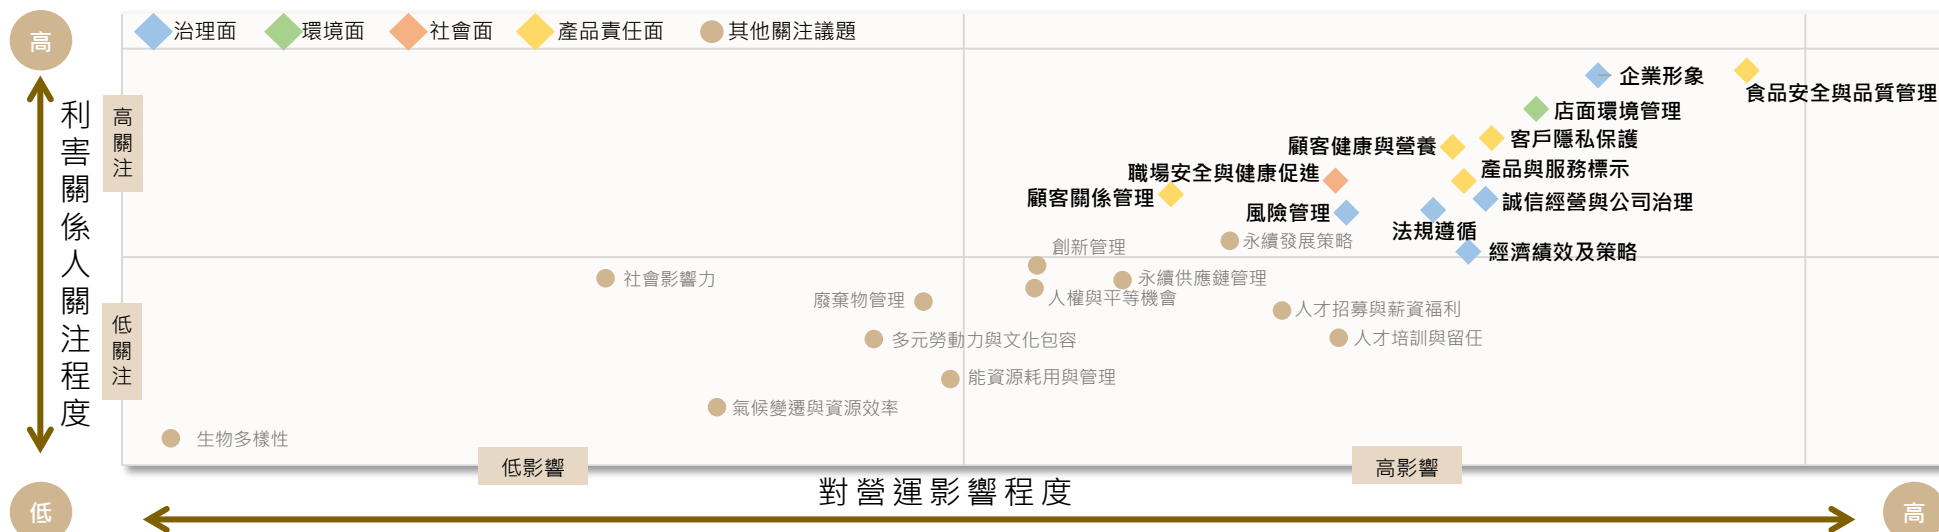 高
治理面
環境面
社會面
產品責任面
其他關注議題
利害關係人關注程度
高關注
低關注
企業形象
食品安全與品質管理
店面環境管理
客戶隱私保護
顧客健康與營養
產品與服務標示
職場安全與健康促進
顧客關係管理
誠信經營與公司治理
風險管理
法規遵循
永續發展策略
創新管理
經濟績效及策略
社會影響力
永續供應鏈管理
廢棄物管理
人權與平等機會
人才招募與薪資福利
多元勞動力與文化包容
人才培訓與留任
能資源耗用與管理
氣候變遷與資源效率
生物多樣性
低影響
高影響
對營運影響程度
低
高